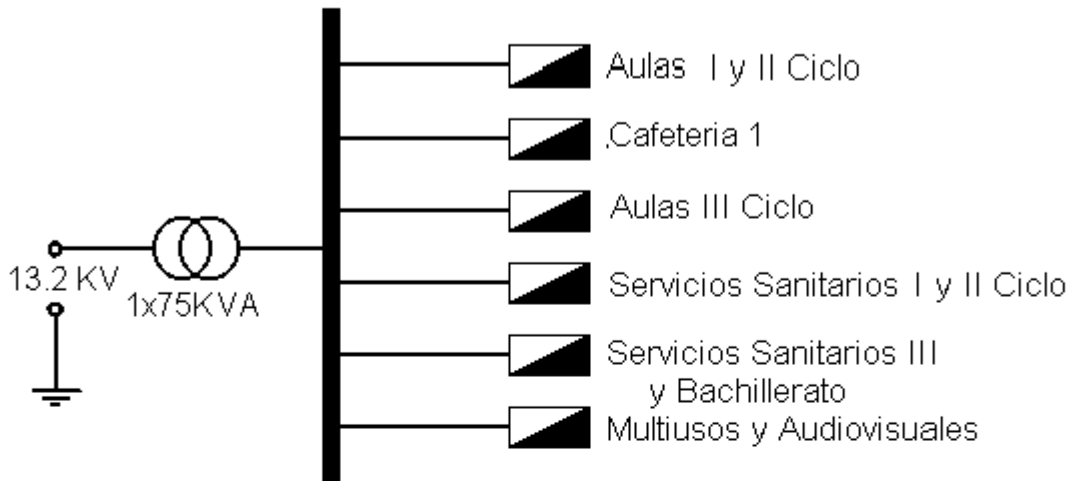 Aulas I y II Ciclo
Cafeteria 1
Aulas III Ciclo
13.2 KV
1x75KVA
Servicios Sanitarios I y II Ciclo
Servicios Sanitarios III
y Bachillerato
Multiusos y Audiovisuales